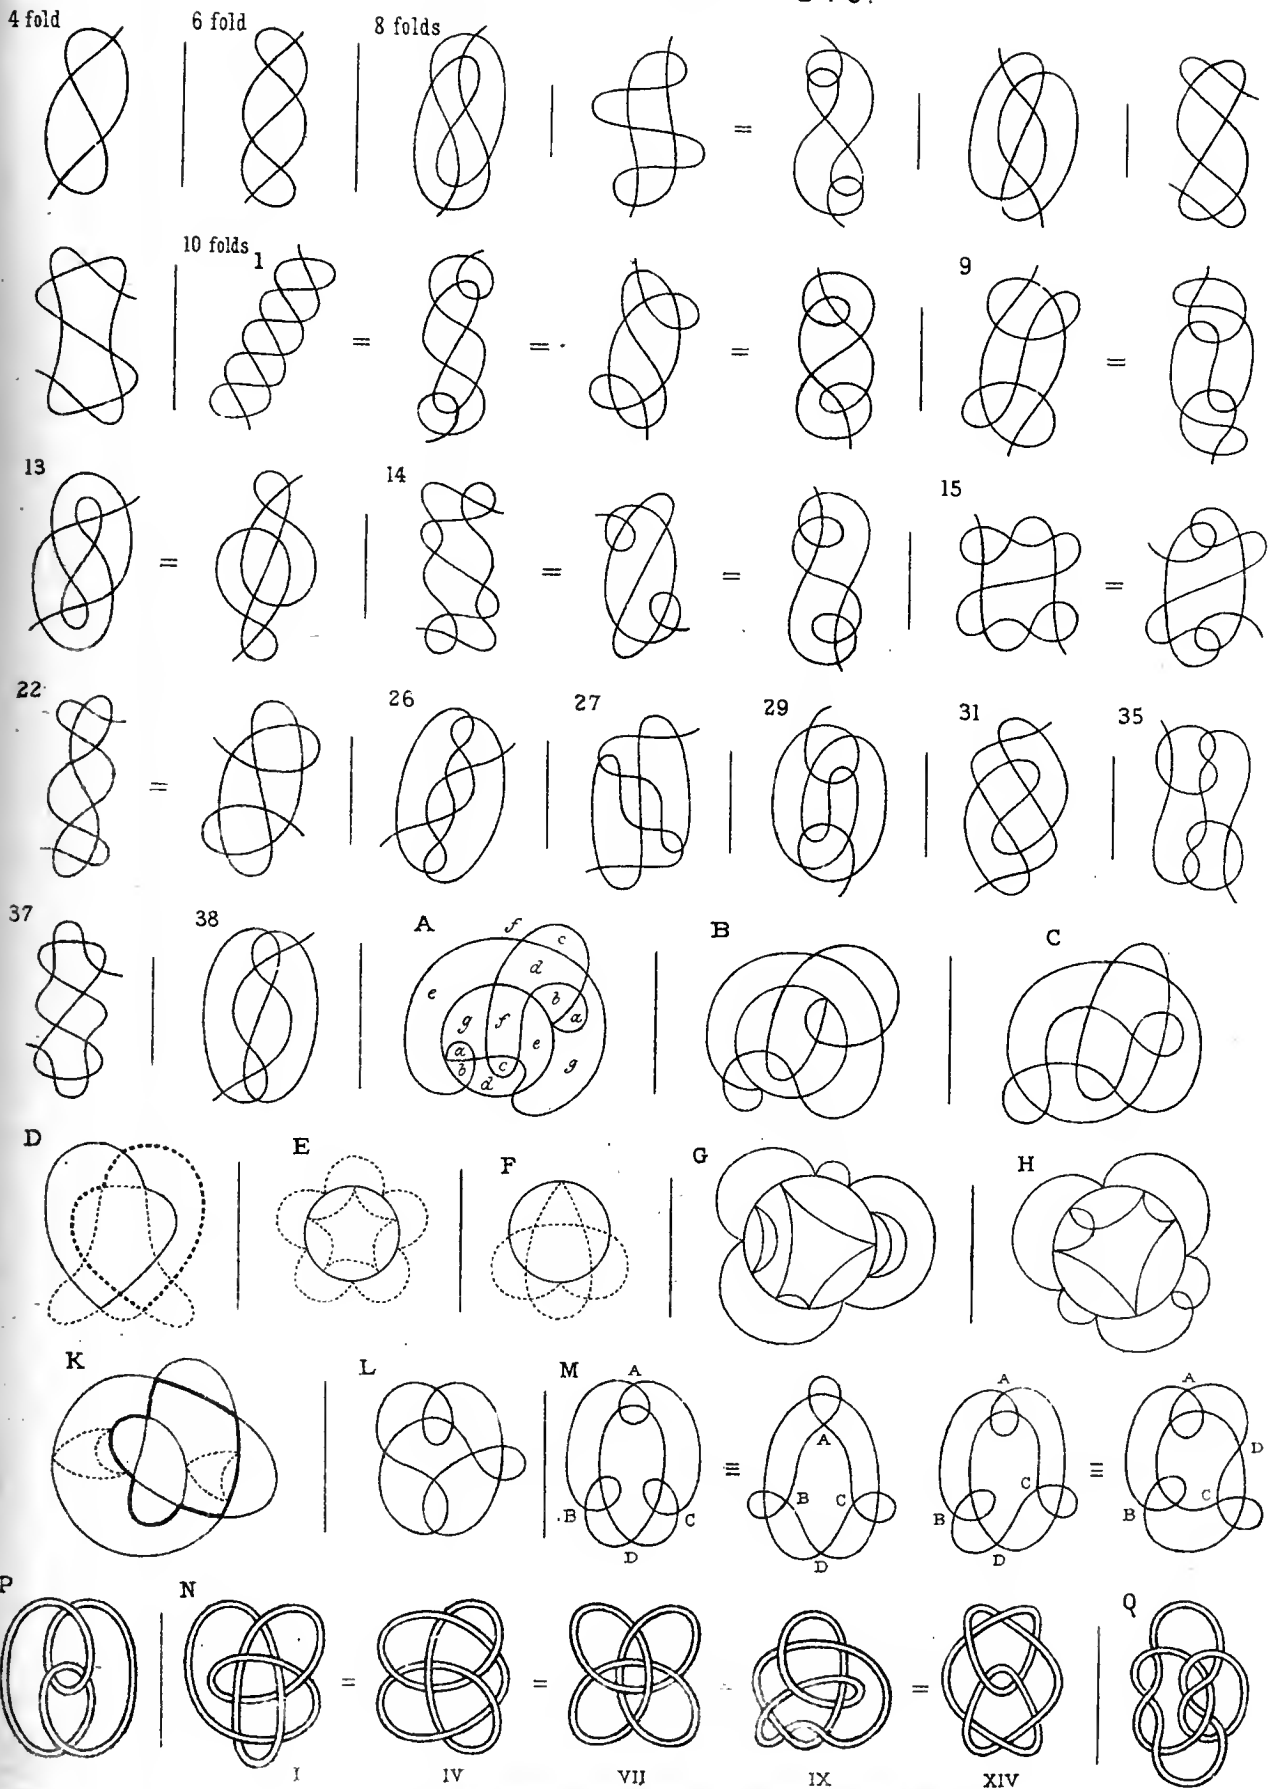 4 fold 6 fold 8 folds
10 folds 1 = = = 9 =
13 = 14 = = 15 =
22 = 26 27 29 31 35
37 38 A B C
f c d e b a g f e a b c d g
D E F G H
K L M A B C D ≡ A B C D A B C D ≡ A B C D
P N = = = Q
I IV VII IX XIV